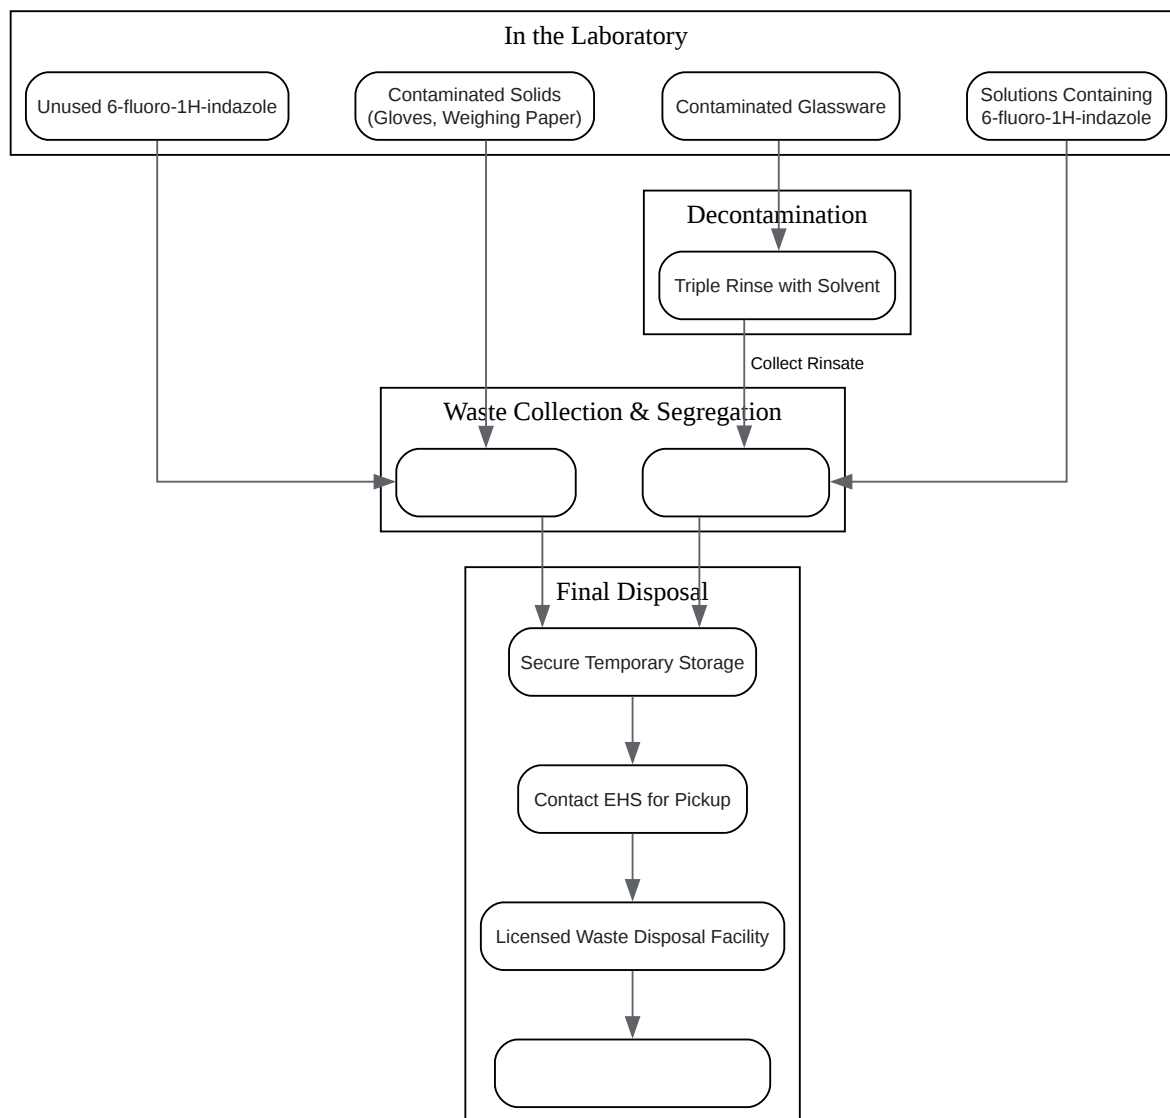 In the Laboratory
Unused 6-fluoro-1H-indazole
Contaminated Solids
(Gloves, Weighing Paper)
Contaminated Glassware
Solutions Containing
6-fluoro-1H-indazole
Decontamination
Triple Rinse with Solvent
Collect Rinsate
Waste Collection & Segregation
Final Disposal
Secure Temporary Storage
Contact EHS for Pickup
Licensed Waste Disposal Facility